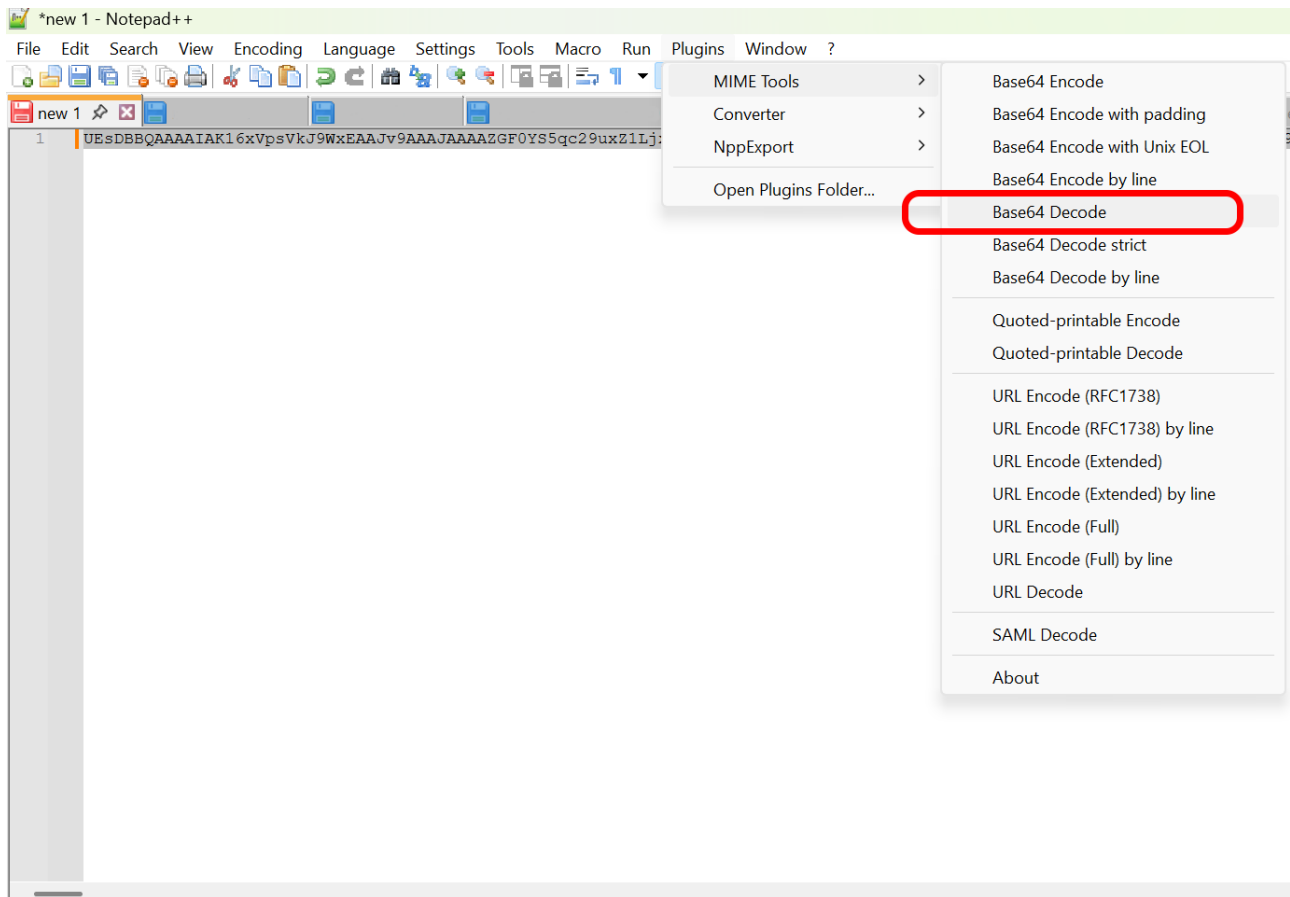 *new 1 - Notepad++
File Edit Search View Encoding Language Settings Tools Macro Run Plugins Window ?
new 1
1 UEsDBBQAAAAIAK16xVpsVkJ9WxEAAJv9AAAJAAAAZGF0YS5qc29uxZ1Lj
MIME Tools
Converter
NppExport
Open Plugins Folder...
Base64 Encode
Base64 Encode with padding
Base64 Encode with Unix EOL
Base64 Encode by line
Base64 Decode
Base64 Decode strict
Base64 Decode by line
Quoted-printable Encode
Quoted-printable Decode
URL Encode (RFC1738)
URL Encode (RFC1738) by line
URL Encode (Extended)
URL Encode (Extended) by line
URL Encode (Full)
URL Encode (Full) by line
URL Decode
SAML Decode
About